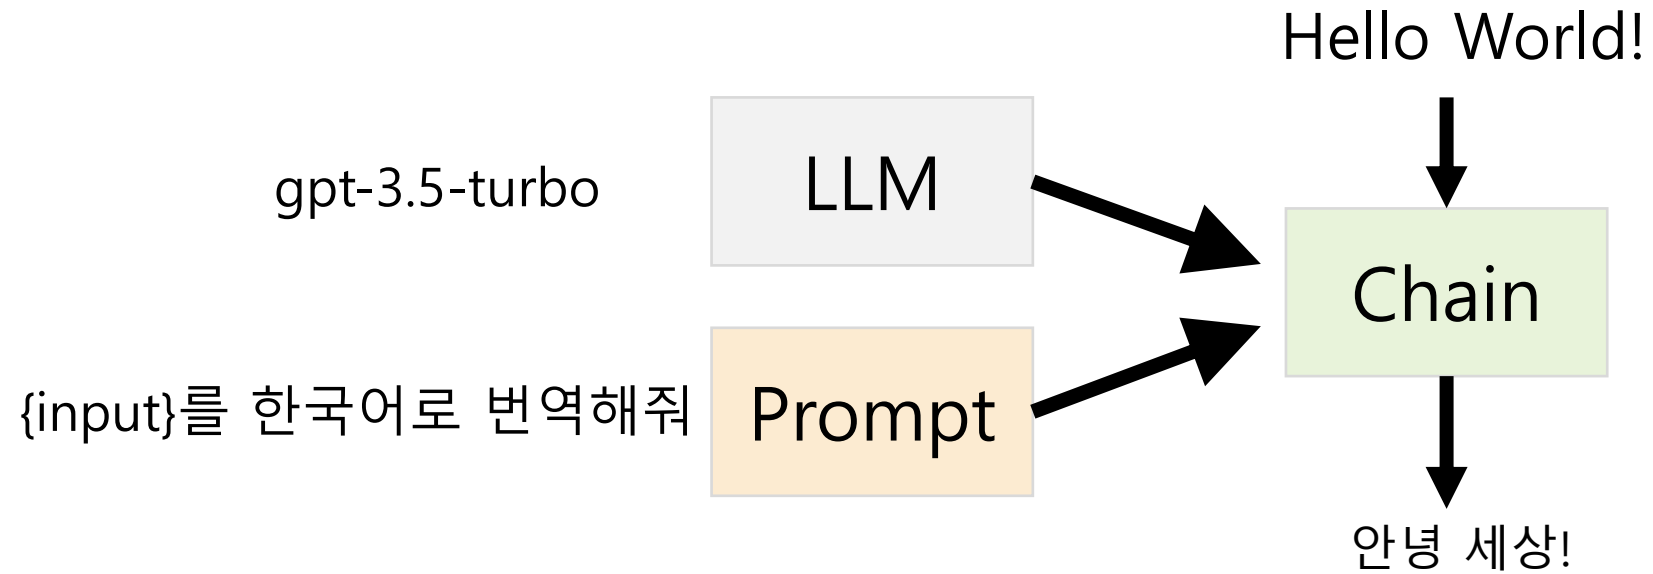 Hello World!
LLM
gpt-3.5-turbo
Chain
{input}를 한국어로 번역해줘
Prompt
안녕 세상!